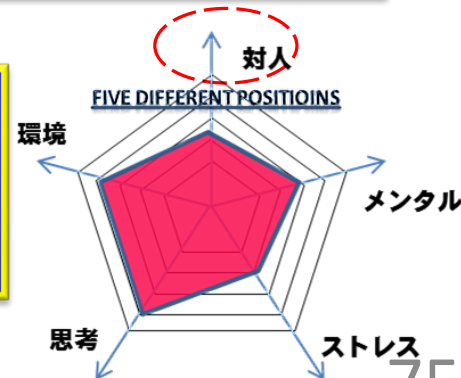 対人
FIVE DIFFERENT POSITIOINS
環境
メンタル
思考
ストレス